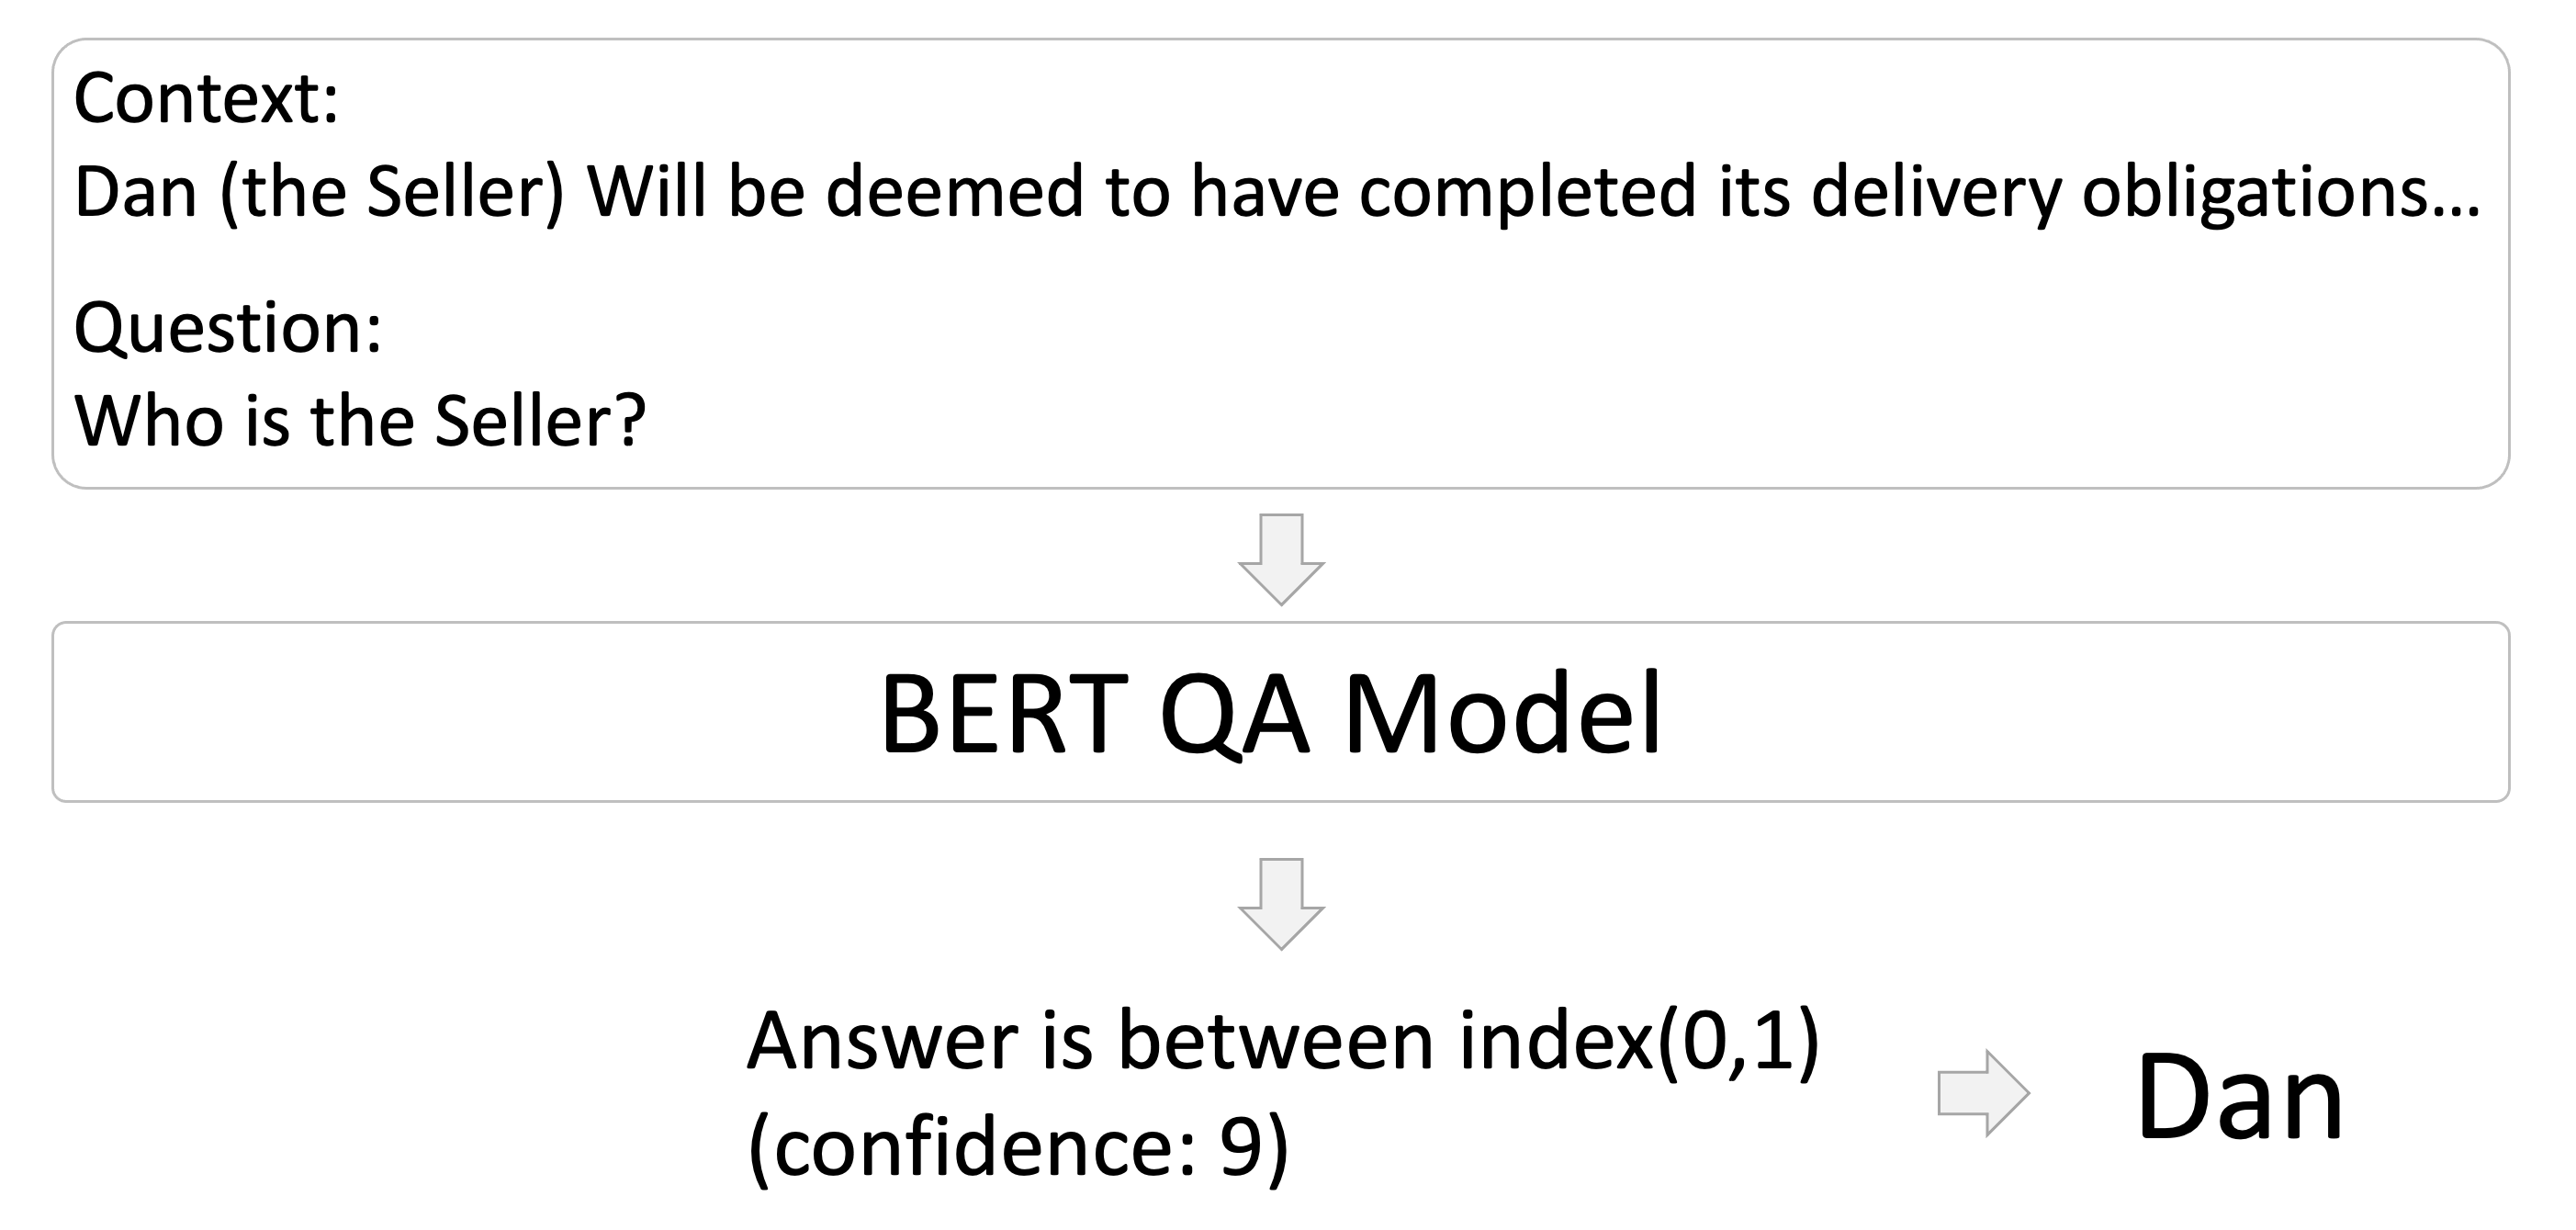 Context:
Dan (the Seller) Will be deemed to have completed its delivery obligations...
Question:
Who is the Seller?
BERT QA Model
Answer is between index(0,1)
(confidence: 9)
Dan